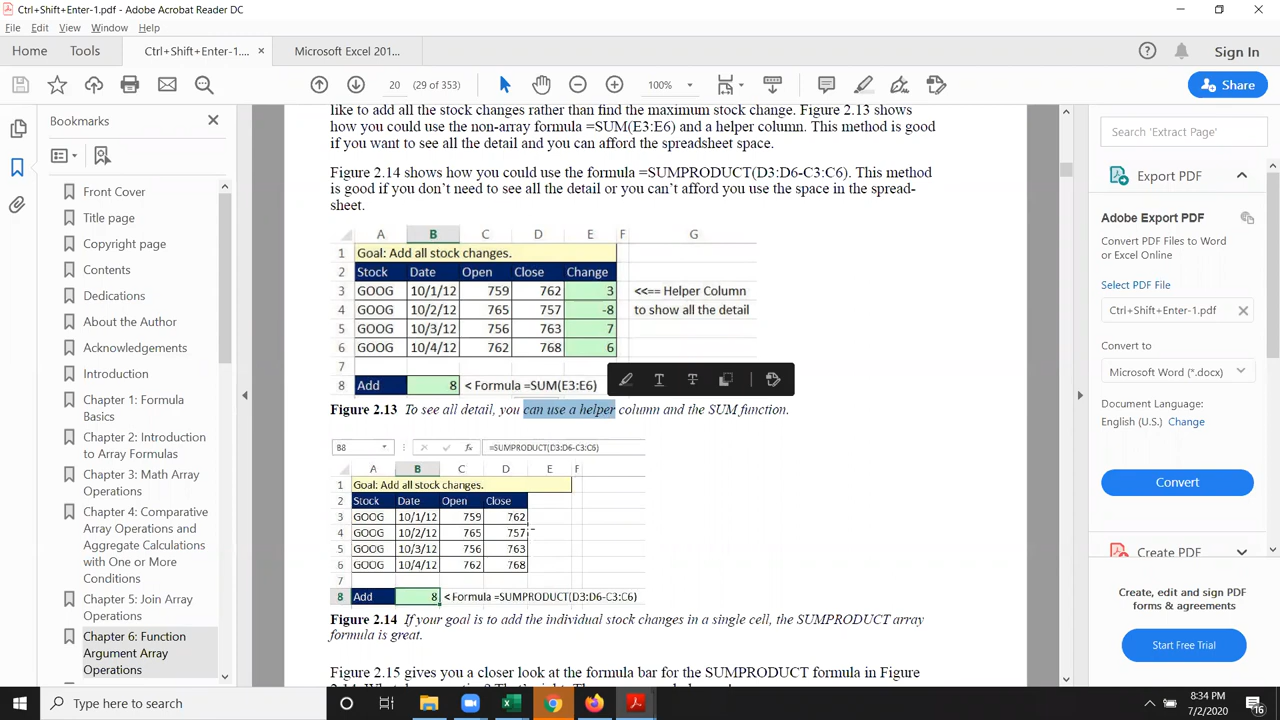 Ctrl+Shift+Enter-1.pdf - Adobe Acrobat Reader DC
File Edit View Window Help
Home Tools Ctrl+Shift+Enter-1.... × Microsoft Excel 201... Sign In
20 (29 of 353) 100% Share
Bookmarks
Front Cover
Title page
Copyright page
Contents
Dedications
About the Author
Acknowledgements
Introduction
Chapter 1: Formula
Basics
Chapter 2: Introduction
to Array Formulas
Chapter 3: Math Array
Operations
Chapter 4: Comparative
Array Operations and
Aggregate Calculations
with One or More
Conditions
Chapter 5: Join Array
Operations
Chapter 6: Function
Argument Array
Operations
like to add all the stock changes rather than find the maximum stock change. Figure 2.13 shows
how you could use the non-array formula =SUM(E3:E6) and a helper column. This method is good
if you want to see all the detail and you can afford the spreadsheet space.
Figure 2.14 shows how you could use the formula =SUMPRODUCT(D3:D6-C3:C6). This method
is good if you don't need to see all the detail or you can't afford you use the space in the spread-
sheet.
A B C D E F G
1 Goal: Add all stock changes.
2 Stock Date Open Close Change
3 GOOG 10/1/12 759 762 3 <<== Helper Column
4 GOOG 10/2/12 765 757 -8 to show all the detail
5 GOOG 10/3/12 756 763 7
6 GOOG 10/4/12 762 768 6
7
8 Add 8 < Formula =SUM(E3:E6)
Figure 2.13 To see all detail, you can use a helper column and the SUM function.
B8 fx =SUMPRODUCT(D3:D6-C3:C6)
A B C D E F
1 Goal: Add all stock changes.
2 Stock Date Open Close
3 GOOG 10/1/12 759 762
4 GOOG 10/2/12 765 757
5 GOOG 10/3/12 756 763
6 GOOG 10/4/12 762 768
7
8 Add 8 < Formula =SUMPRODUCT(D3:D6-C3:C6)
Figure 2.14 If your goal is to add the individual stock changes in a single cell, the SUMPRODUCT array
formula is great.
Figure 2.15 gives you a closer look at the formula bar for the SUMPRODUCT formula in Figure
Search 'Extract Page'
Export PDF
Adobe Export PDF
Convert PDF Files to Word
or Excel Online
Select PDF File
Ctrl+Shift+Enter-1.pdf ×
Convert to
Microsoft Word (*.docx)
Document Language:
English (U.S.) Change
Convert
Create PDF
Create, edit and sign PDF
forms & agreements
Start Free Trial
Type here to search
8:34 PM
7/2/2020
16